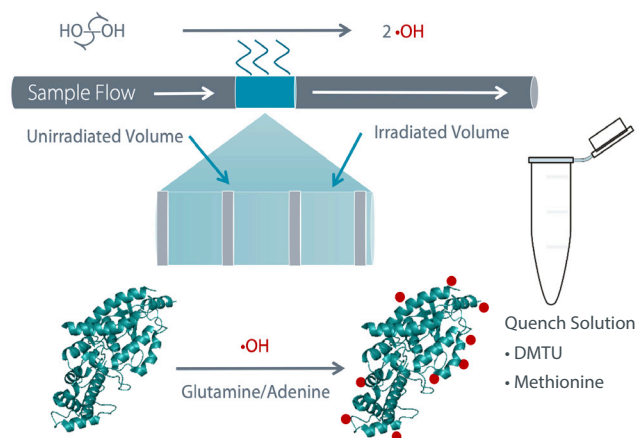 HO OH
2 •OH
Sample Flow
Unirradiated Volume
Irradiated Volume
•OH
Glutamine/Adenine
Quench Solution
• DMTU
• Methionine